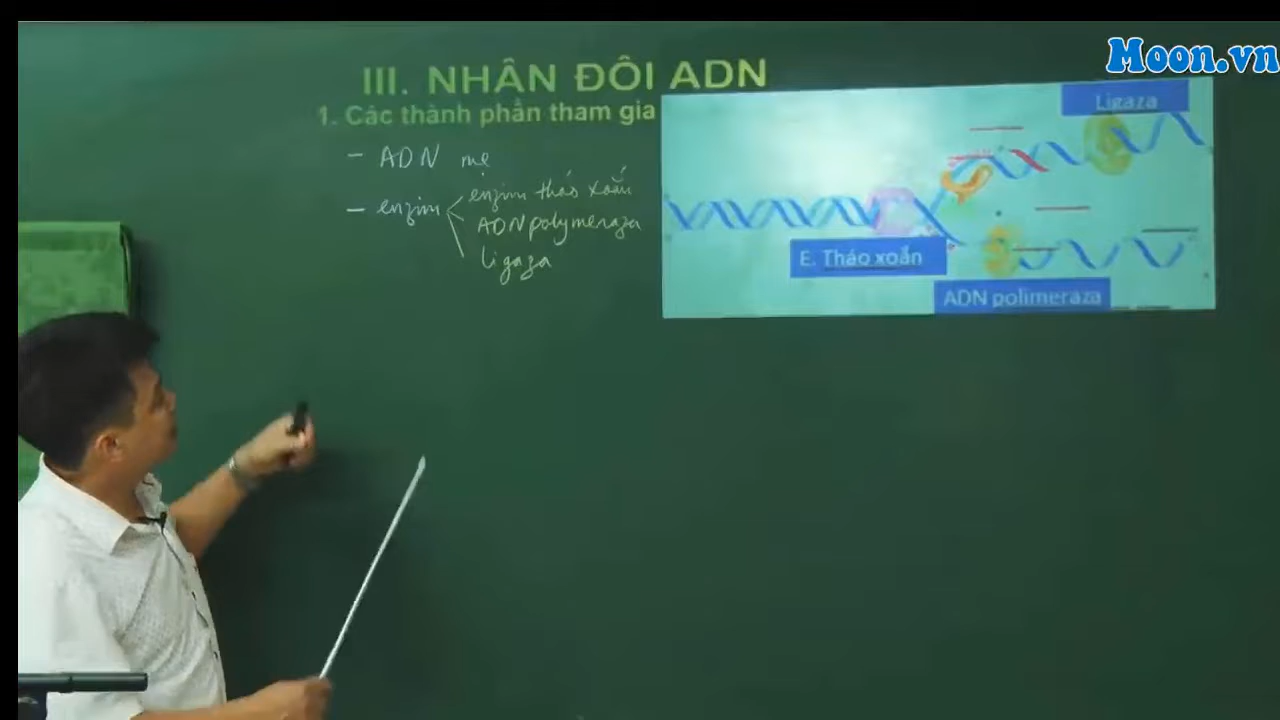 Moon.vn
III. NHÂN ĐÔI ADN
1. Các thành phần tham gia
- ADN mẹ
- enzim
enzim tháo xoắn
ADN polymeraza
ligaza
Ligaza
E. Tháo xoắn
ADN polimeraza